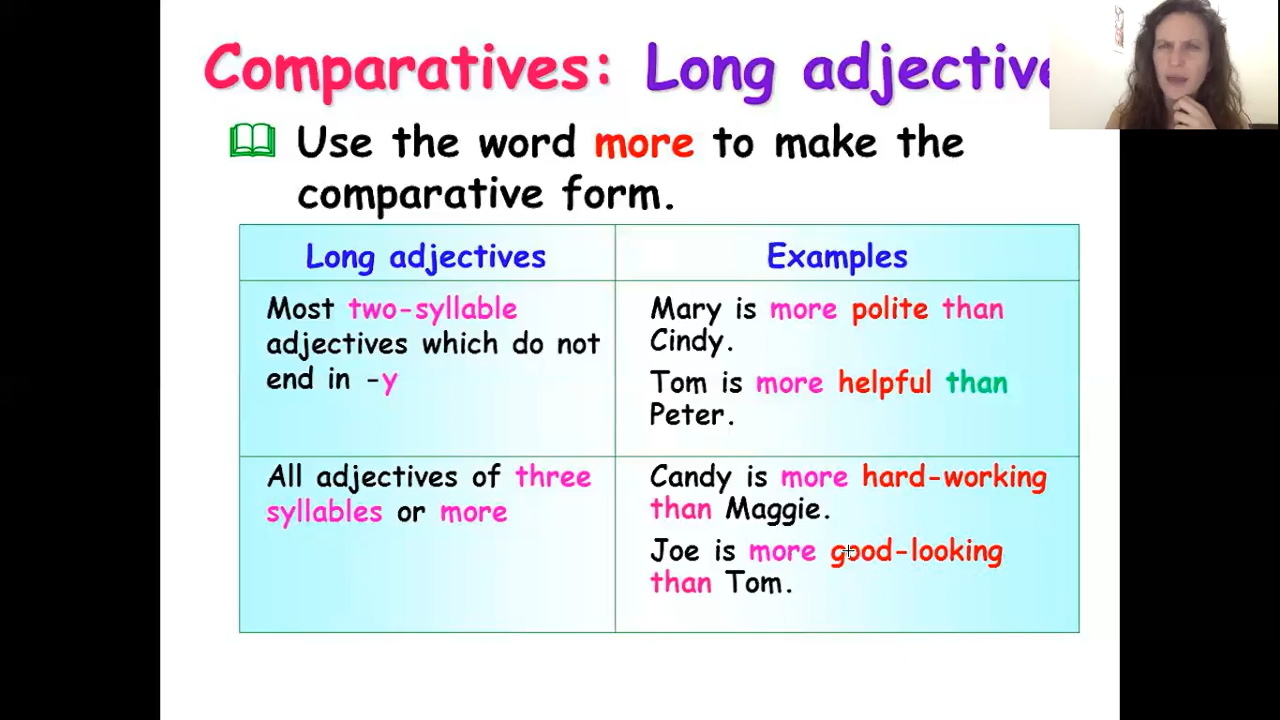 Comparatives: Long adjective
Use the word more to make the
comparative form.
Long adjectives
Examples
Most two-syllable
adjectives which do not
end in -y
Mary is more polite than
Cindy.
Tom is more helpful than
Peter.
All adjectives of three
syllables or more
Candy is more hard-working
than Maggie.
Joe is more good-looking
than Tom.